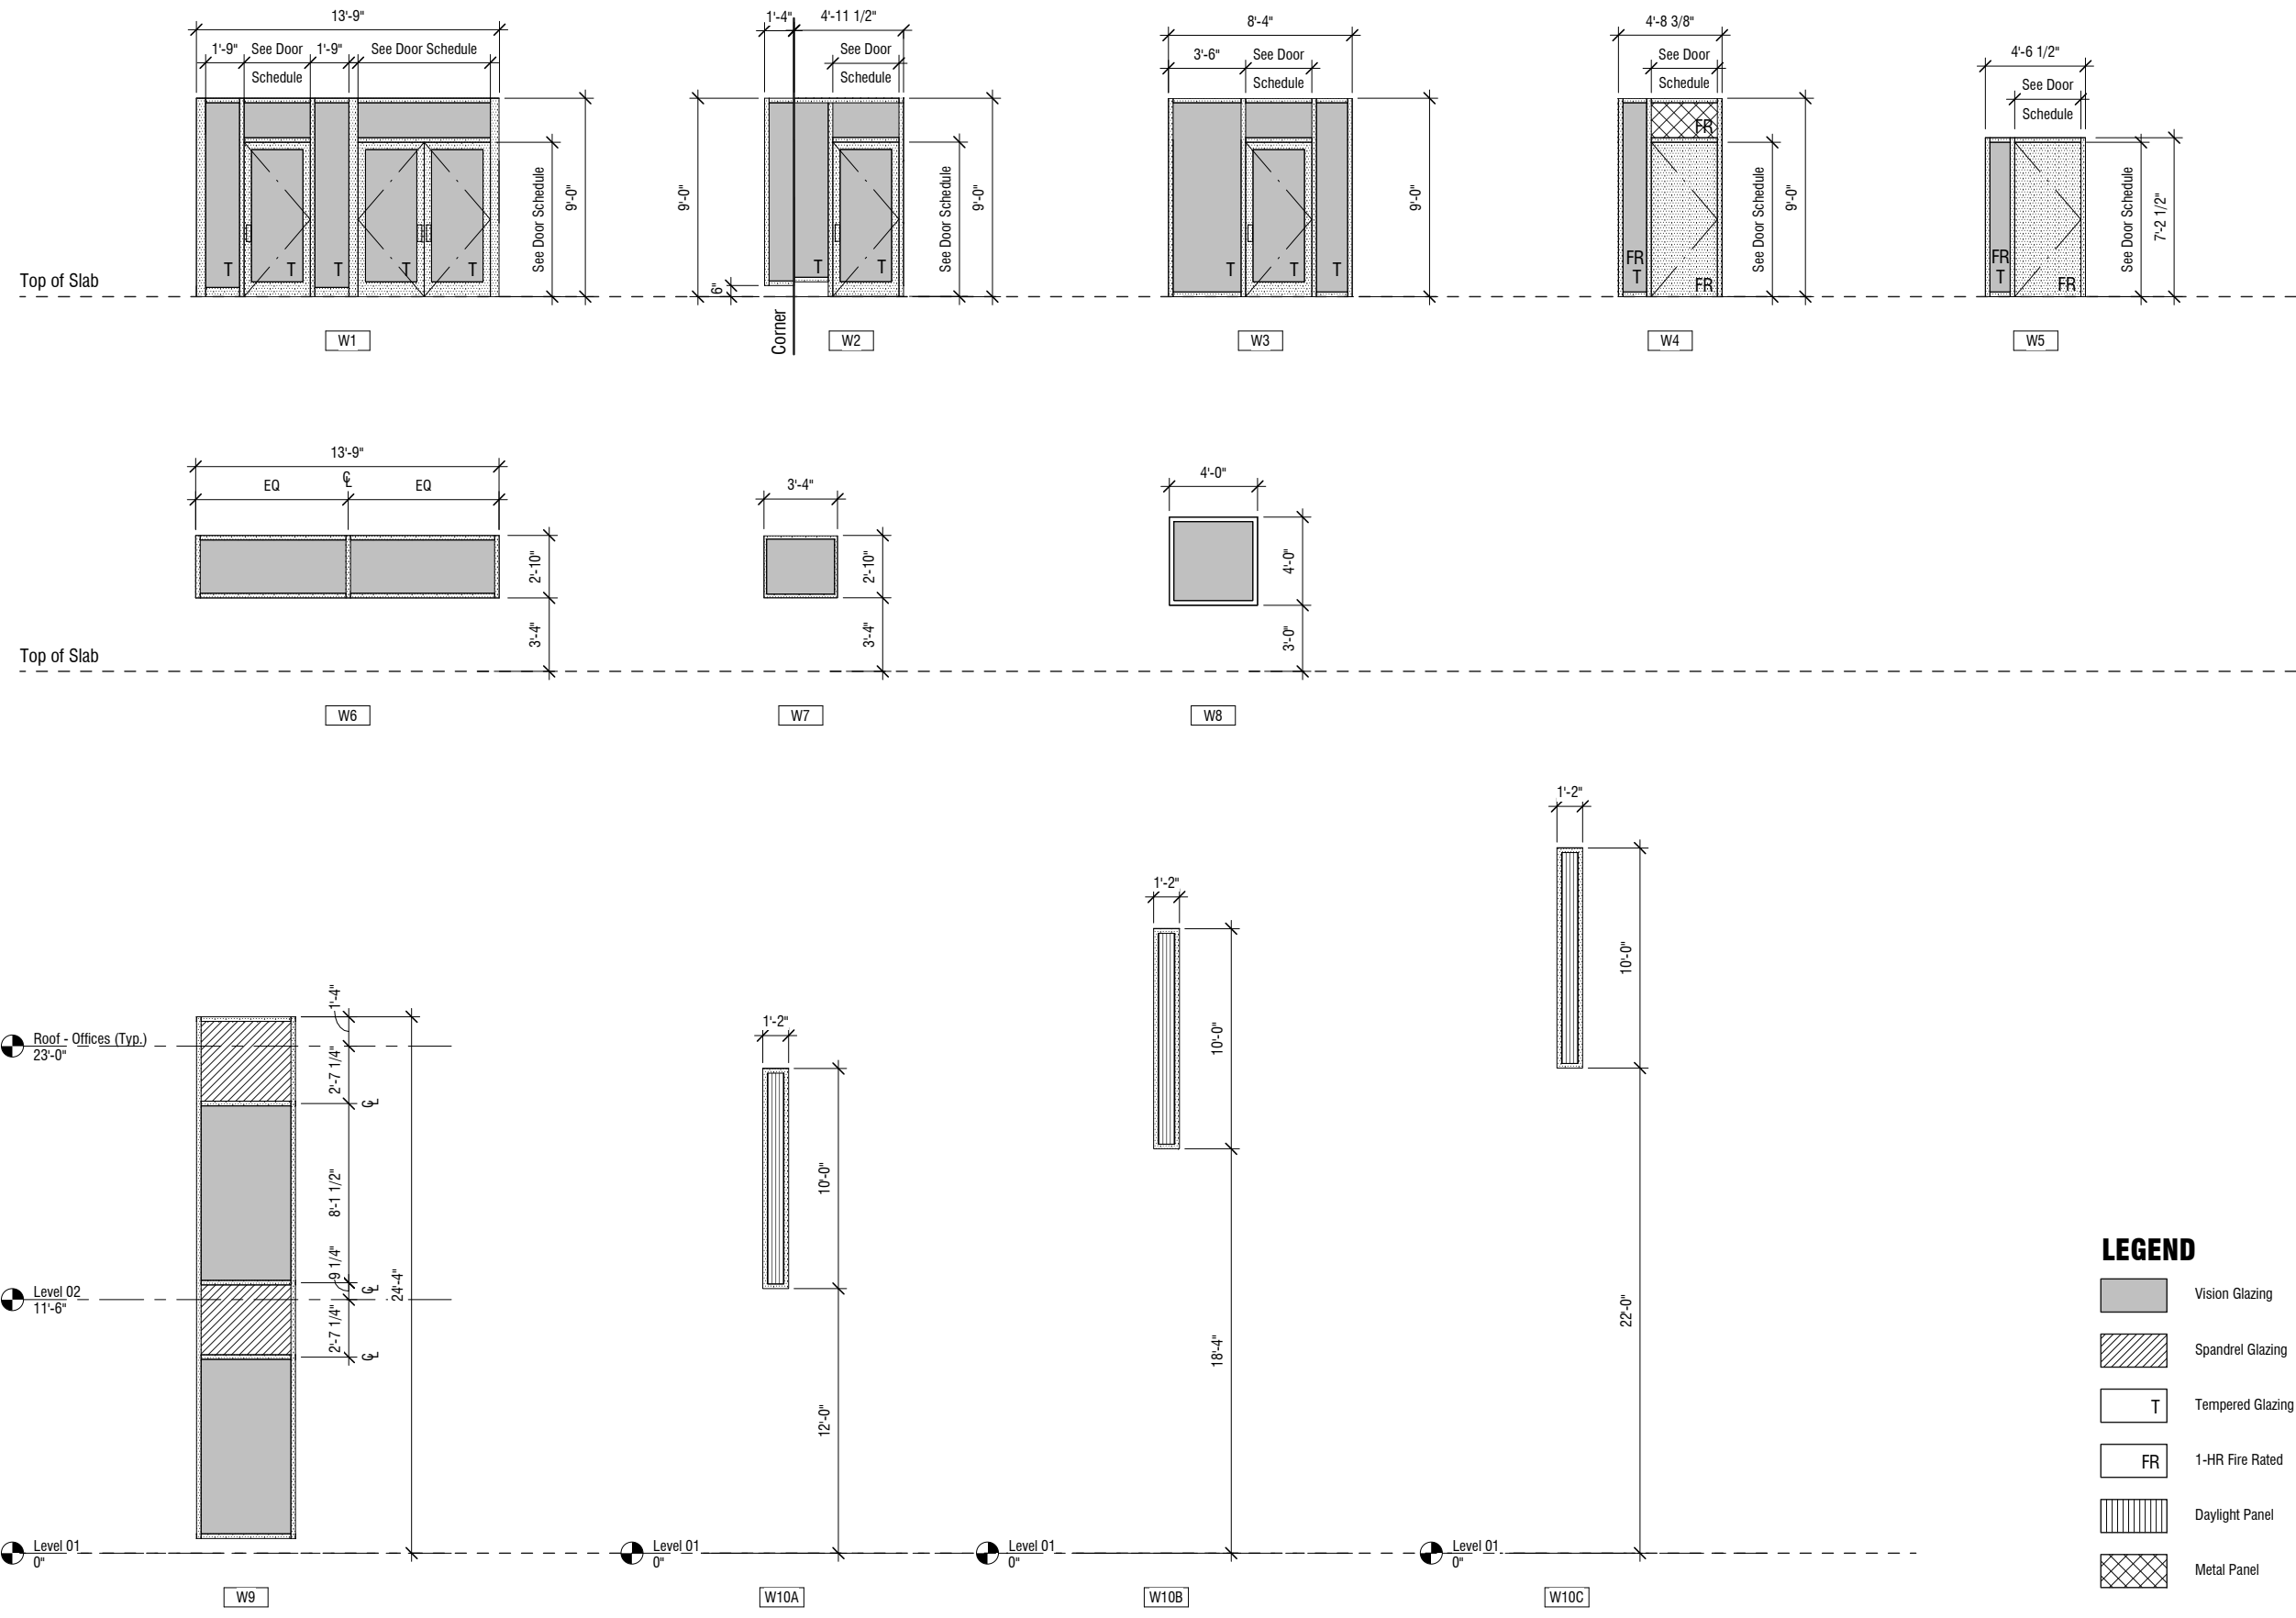 13'-9"
1'-9" See Door 1'-9" See Door Schedule
Schedule
See Door Schedule
9'-0"
T T T T T
Top of Slab
W1
1'-4" 4'-11 1/2"
See Door
Schedule
9'-0"
6"
T T
See Door Schedule
9'-0"
Corner
W2
8'-4"
3'-6" See Door
Schedule
T T T
9'-0"
W3
4'-8 3/8"
See Door
Schedule
FR
FR
T
FR
See Door Schedule
9'-0"
W4
4'-6 1/2"
See Door
Schedule
FR
T
FR
See Door Schedule
7'-2 1/2"
W5
13'-9"
EQ ℄ EQ
2'-10"
3'-4"
Top of Slab
W6
3'-4"
2'-10"
3'-4"
W7
4'-0"
4'-0"
3'-0"
W8
Roof - Offices (Typ.)
23'-0"
Level 02
11'-6"
Level 01
0"
1'-4"
2'-7 1/4"
℄
8'-1 1/2"
9 1/4"
℄
2'-7 1/4"
℄
24'-4"
W9
1'-2"
10'-0"
12'-0"
Level 01
0"
W10A
1'-2"
10'-0"
18'-4"
Level 01
0"
W10B
1'-2"
10'-0"
22'-0"
Level 01
0"
W10C
LEGEND
Vision Glazing
Spandrel Glazing
T Tempered Glazing
FR 1-HR Fire Rated
Daylight Panel
Metal Panel